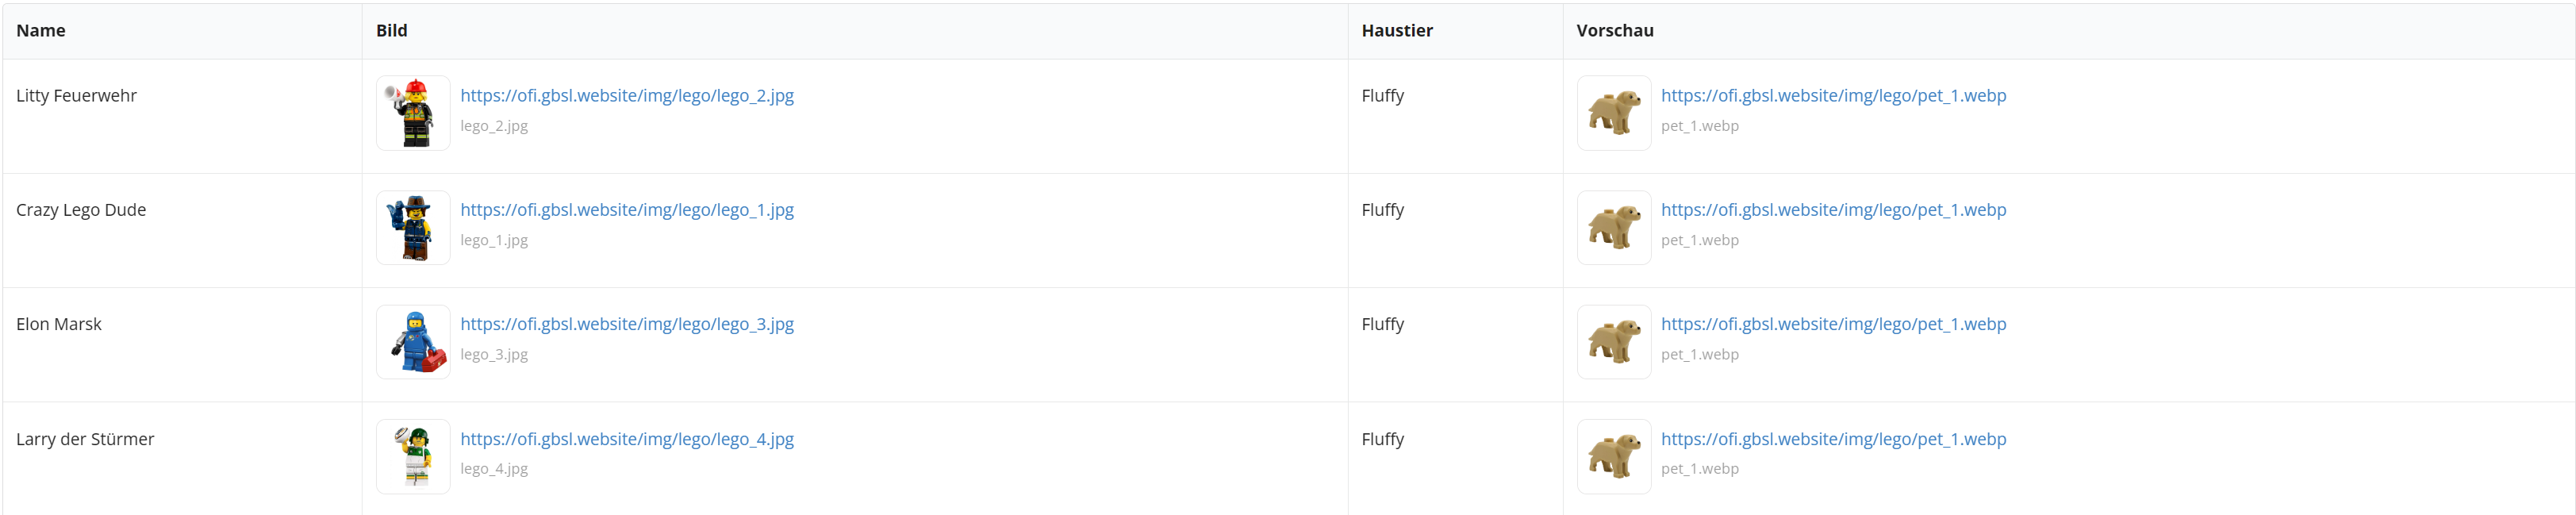 Name Bild Haustier Vorschau
Litty Feuerwehr https://ofi.gbsl.website/img/lego/lego_2.jpg Fluffy https://ofi.gbsl.website/img/lego/pet_1.webp
lego_2.jpg pet_1.webp
Crazy Lego Dude https://ofi.gbsl.website/img/lego/lego_1.jpg Fluffy https://ofi.gbsl.website/img/lego/pet_1.webp
lego_1.jpg pet_1.webp
Elon Marsk https://ofi.gbsl.website/img/lego/lego_3.jpg Fluffy https://ofi.gbsl.website/img/lego/pet_1.webp
lego_3.jpg pet_1.webp
Larry der Stürmer https://ofi.gbsl.website/img/lego/lego_4.jpg Fluffy https://ofi.gbsl.website/img/lego/pet_1.webp
lego_4.jpg pet_1.webp